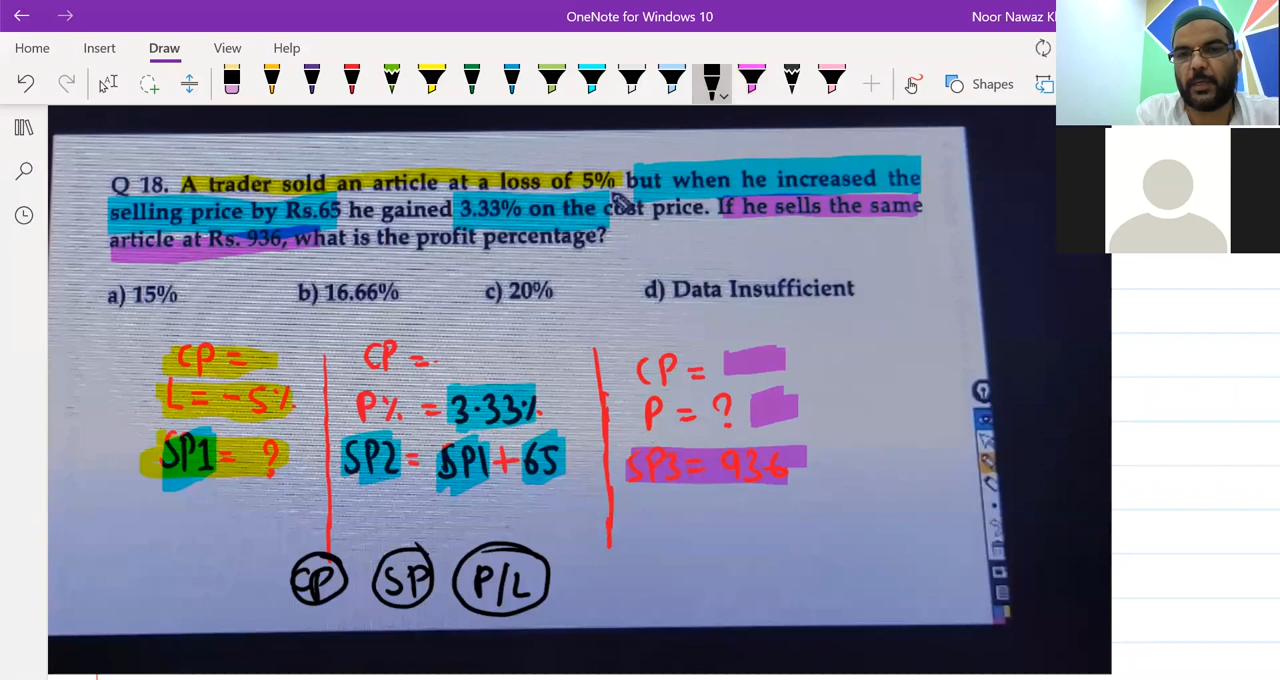 OneNote for Windows 10
Noor Nawaz
Home Insert Draw View Help
Shapes
Q 18. A trader sold an article at a loss of 5% but when he increased the
selling price by Rs.65 he gained 3.33% on the cost price. If he sells the same
article at Rs. 936, what is the profit percentage?
a) 15% b) 16.66% c) 20% d) Data Insufficient
CP =
L = -5%
SP1 = ?
CP =
P% = 3.33%
SP2 = SP1 + 65
CP =
P = ?
SP3 = 936
CP SP P/L